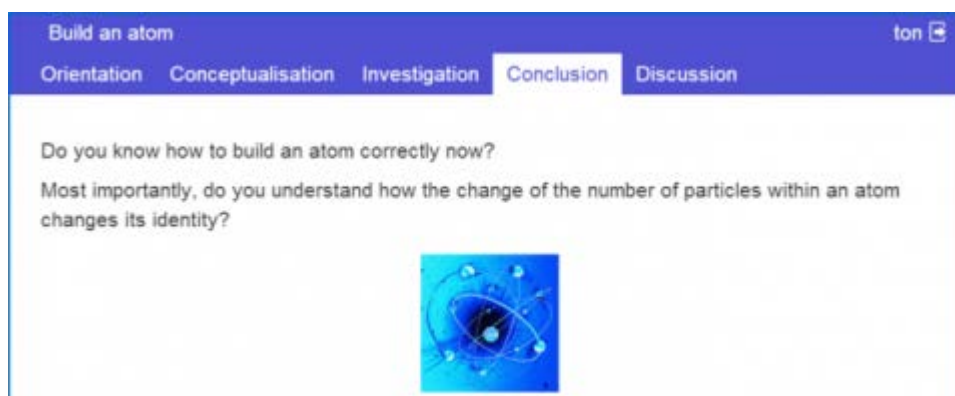 Build an atom ton
Orientation Conceptualisation Investigation Conclusion Discussion
Do you know how to build an atom correctly now?
Most importantly, do you understand how the change of the number of particles within an atom
changes its identity?